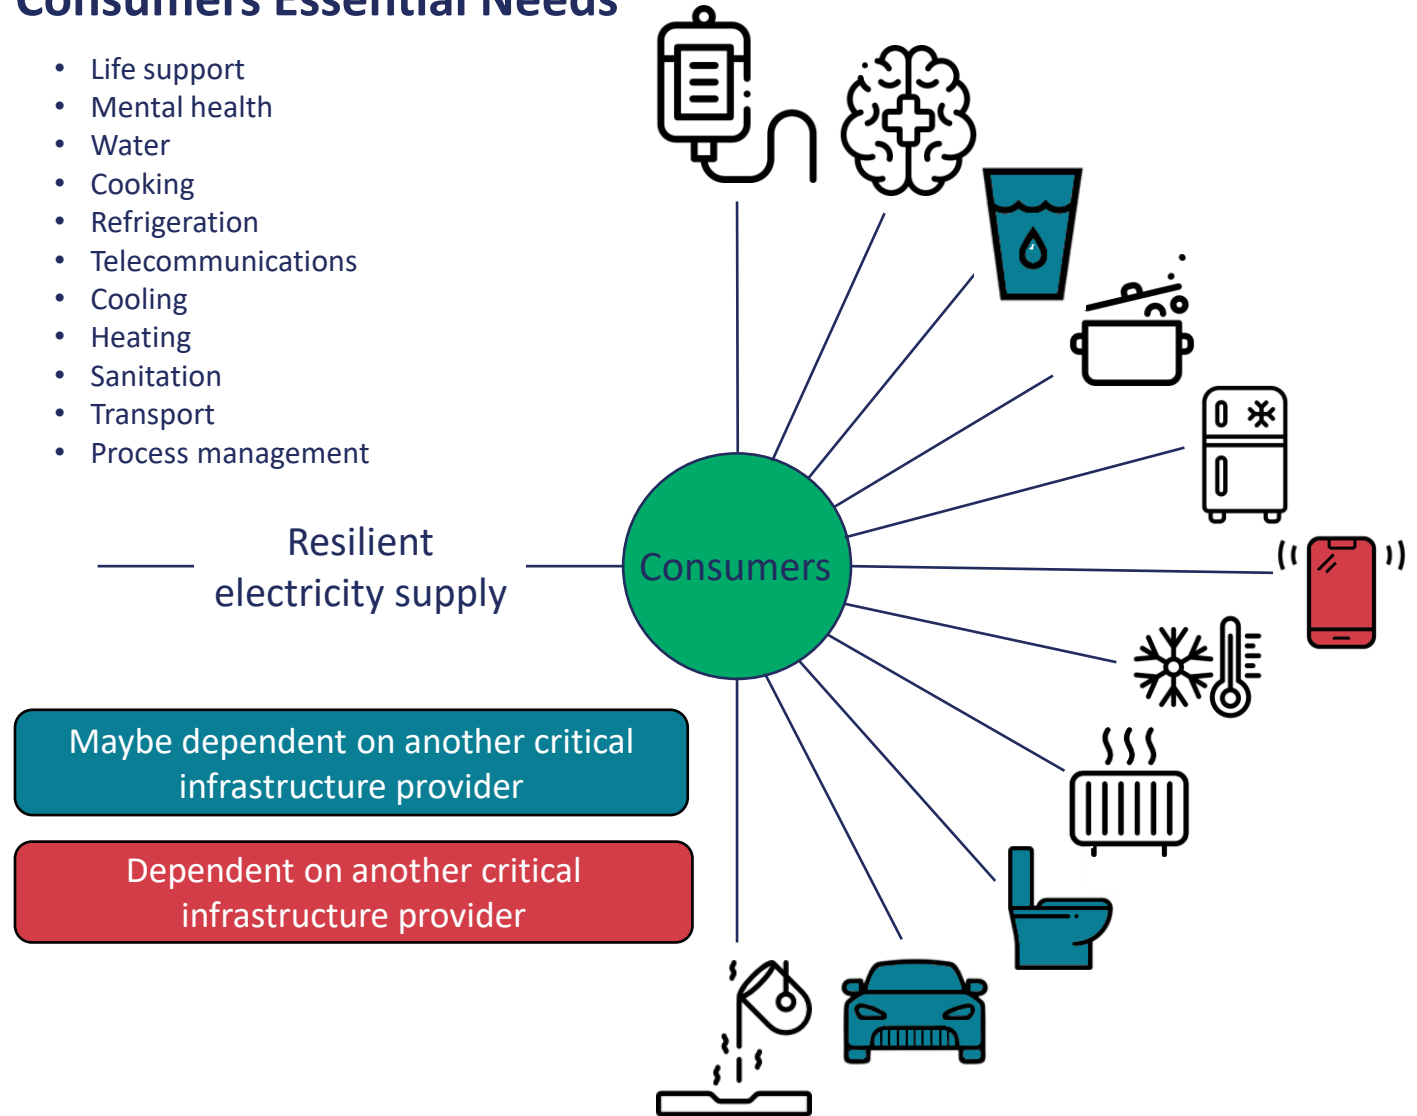 Consumers Essential Needs
• Life support
• Mental health
• Water
• Cooking
• Refrigeration
• Telecommunications
• Cooling
• Heating
• Sanitation
• Transport
• Process management
Resilient
electricity supply
Consumers
Maybe dependent on another critical
infrastructure provider
Dependent on another critical
infrastructure provider